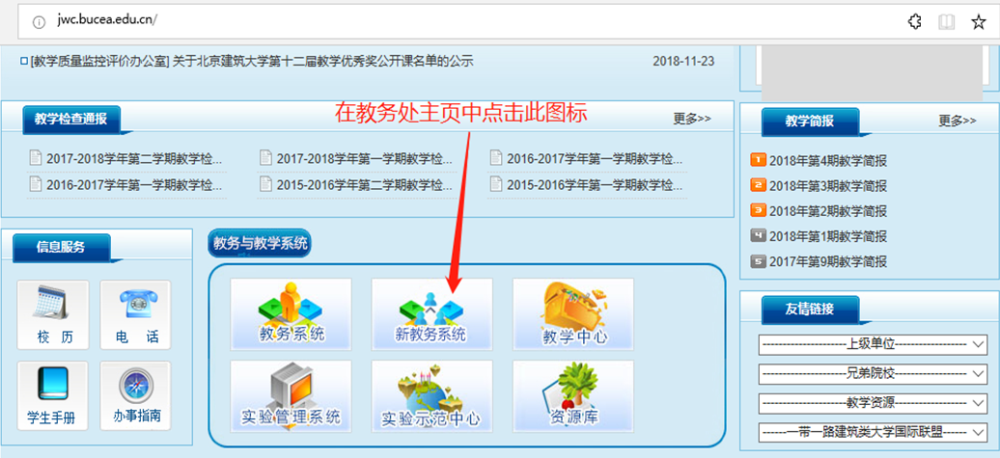 jwc.bucea.edu.cn/
[教学质量监控评价办公室] 关于北京建筑大学第十二届教学优秀奖公开课名单的公示 2018-11-23
在教务处主页中点击此图标
教学检查通报 更多>>
2017-2018学年第二学期教学检... 2017-2018学年第一学期教学检... 2016-2017学年第一学期教学检...
2016-2017学年第一学期教学检... 2015-2016学年第二学期教学检... 2015-2016学年第一学期教学检...
教学简报 更多>>
1 2018年第4期教学简报
2 2018年第3期教学简报
3 2018年第2期教学简报
4 2018年第1期教学简报
5 2017年第9期教学简报
信息服务
校 历 电 话
学生手册 办事指南
教务与教学系统
教务系统 新教务系统 教学中心
实验管理系统 实验示范中心 资源库
友情链接
--------------------上级单位-----------------
--------------------兄弟院校-----------------
--------------------教学资源-----------------
------一带一路建筑类大学国际联盟------